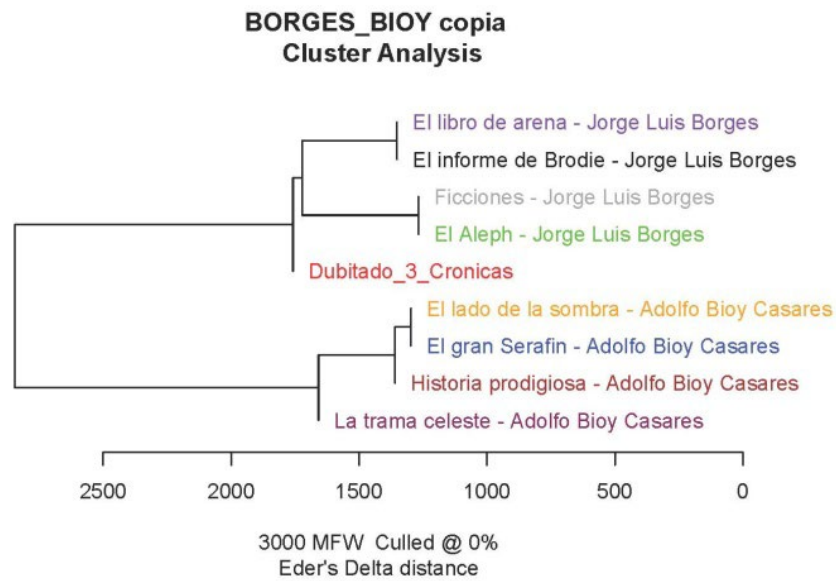 BORGES_BIOY copia
Cluster Analysis
El libro de arena - Jorge Luis Borges
El informe de Brodie - Jorge Luis Borges
Ficciones - Jorge Luis Borges
El Aleph - Jorge Luis Borges
Dubitado_3_Cronicas
El lado de la sombra - Adolfo Bioy Casares
El gran Serafin - Adolfo Bioy Casares
Historia prodigiosa - Adolfo Bioy Casares
La trama celeste - Adolfo Bioy Casares
2500 2000 1500 1000 500 0
3000 MFW Culled @ 0%
Eder's Delta distance